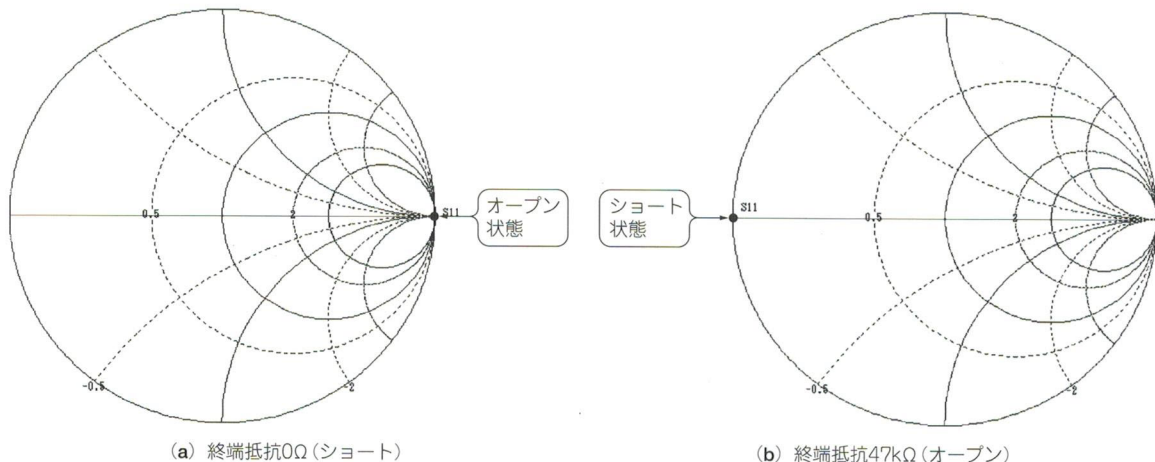 0.5
2
S11
オープン
状態
-0.5
-2
(a) 終端抵抗0Ω(ショート)
ショート
状態
S11
0.5
2
-0.5
-2
(b) 終端抵抗47kΩ(オープン)